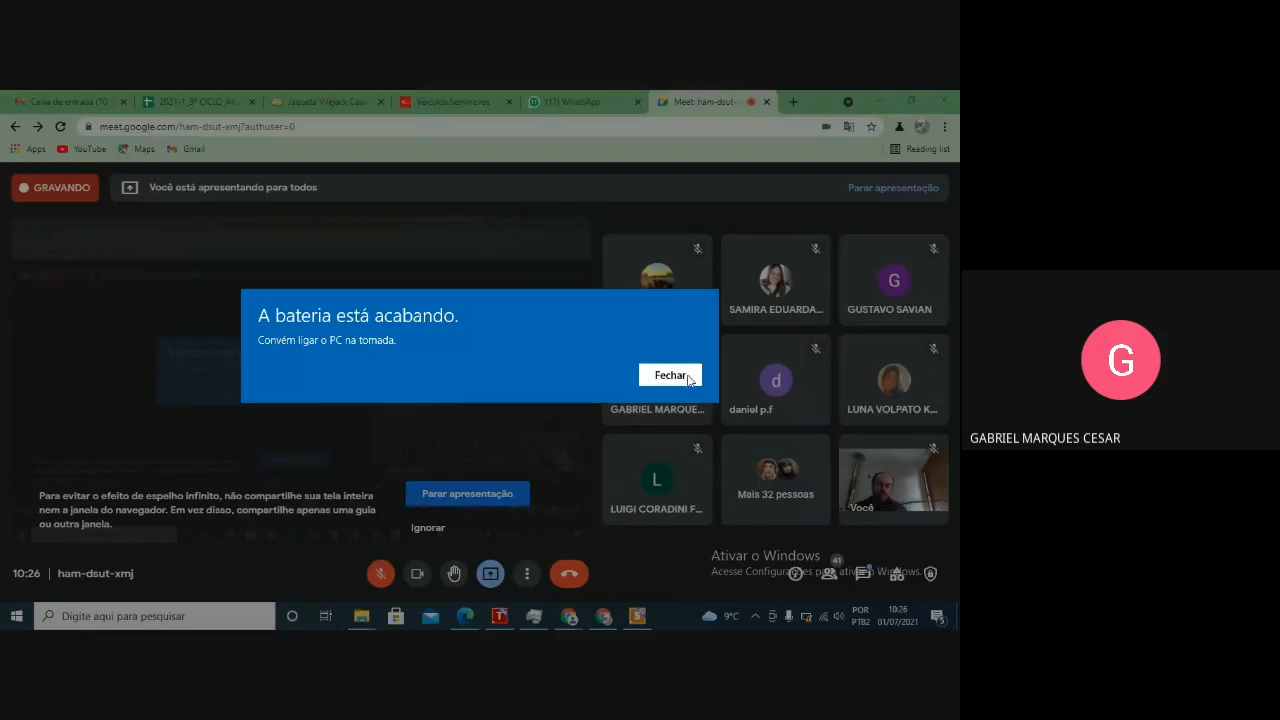 Caixa de entrada (10
2021-1_3º CICLO_At
Jaqueta Vilejack Casa
Veículos Seminovos
(17) WhatsApp
Meet: ham-dsut-x
meet.google.com/ham-dsut-xmj?authuser=0
Apps
YouTube
Maps
Gmail
Reading list
GRAVANDO
Você está apresentando para todos
Parar apresentação
SAMIRA EDUARDA...
GUSTAVO SAVIAN
G
A bateria está acabando.
Convém ligar o PC na tomada.
Fechar
GABRIEL MARQUE...
d
daniel p.f
LUNA VOLPATO K...
G
GABRIEL MARQUES CESAR
L
LUIGI CORADINI F...
Mais 32 pessoas
Você
Para evitar o efeito de espelho infinito, não compartilhe sua tela inteira
nem a janela do navegador. Em vez disso, compartilhe apenas uma guia
ou outra janela.
Parar apresentação
Ignorar
Ativar o Windows
Acesse Configurações para ativar o Windows.
10:26
ham-dsut-xmj
41
Digite aqui para pesquisar
9°C
POR
PTB2
10:26
01/07/2021
5